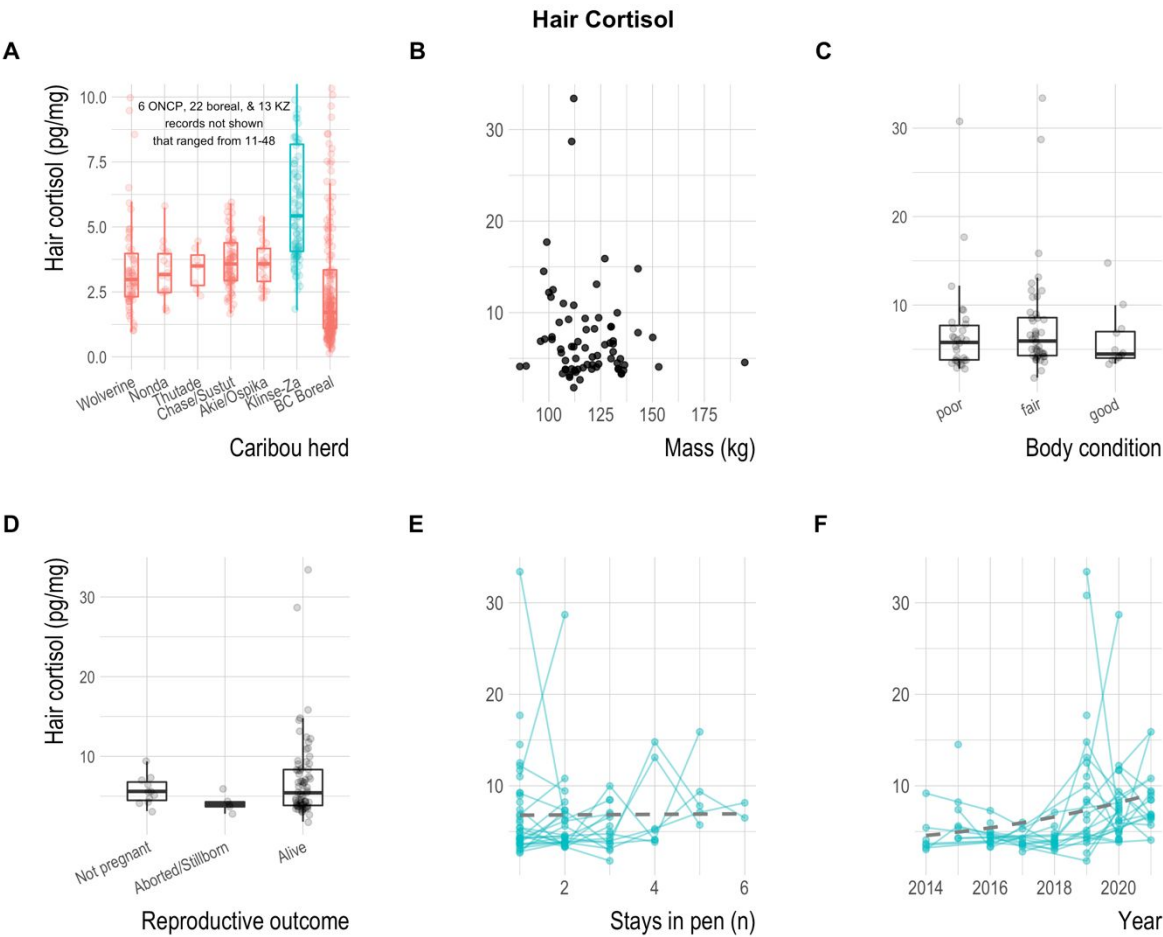 Hair Cortisol
A
Hair cortisol (pg/mg)
10.0
7.5
5.0
2.5
0.0
6 ONCP, 22 boreal, & 13 KZ
records not shown
that ranged from 11-48
Wolverine
Nonda
Thutade
Chase/Sustut
Akie/Ospika
Klinse-Za
BC Boreal
Caribou herd
B
30
20
10
100
125
150
175
Mass (kg)
C
30
20
10
poor
fair
good
Body condition
D
Hair cortisol (pg/mg)
30
20
10
Not pregnant
Aborted/Stillborn
Alive
Reproductive outcome
E
30
20
10
2
4
6
Stays in pen (n)
F
30
20
10
2014
2016
2018
2020
Year